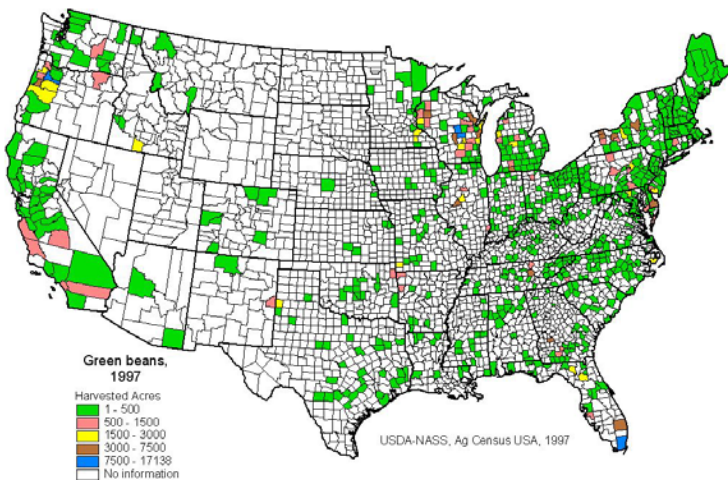 Green beans,
1997
Harvested Acres
1 - 500
500 - 1500
1500 - 3000
3000 - 7500
7500 - 17138
No information
USDA-NASS, Ag Census USA, 1997